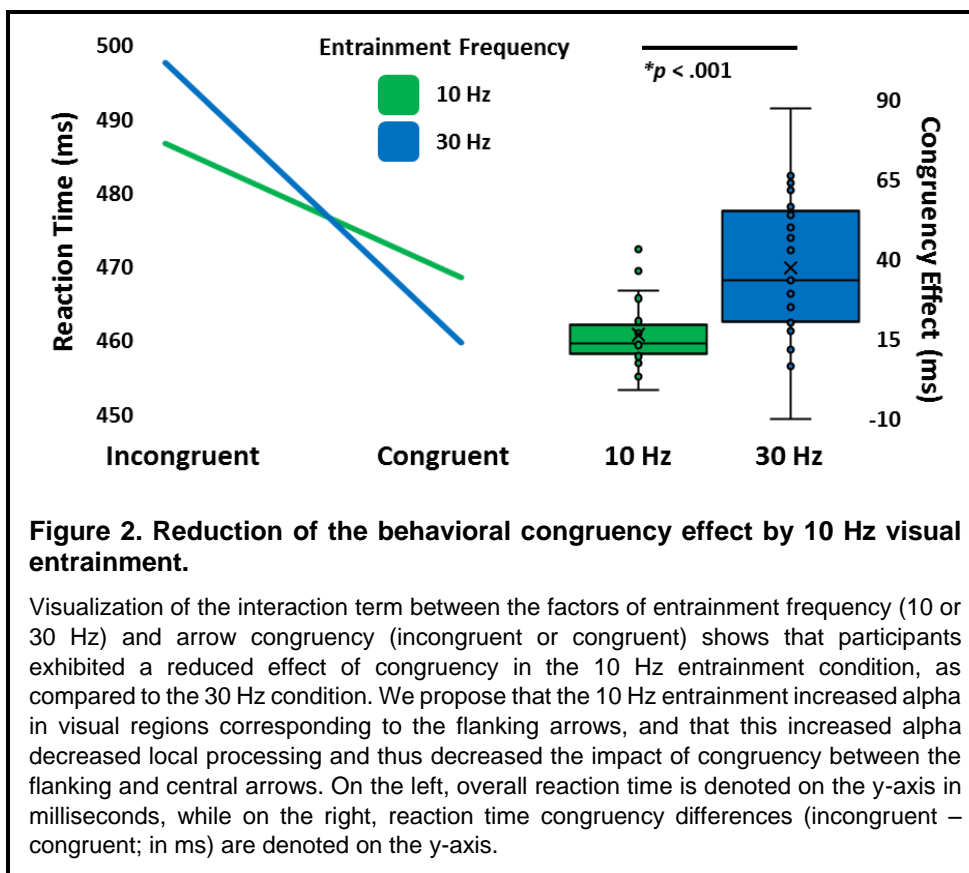 500
490
480
470
460
450
Reaction Time (ms)
Incongruent
Congruent
Entrainment Frequency
10 Hz
30 Hz
*p < .001
90
65
40
15
-10
Congruency Effect (ms)
10 Hz
30 Hz
Figure 2. Reduction of the behavioral congruency effect by 10 Hz visual
entrainment.
Visualization of the interaction term between the factors of entrainment frequency (10 or
30 Hz) and arrow congruency (incongruent or congruent) shows that participants
exhibited a reduced effect of congruency in the 10 Hz entrainment condition, as
compared to the 30 Hz condition. We propose that the 10 Hz entrainment increased alpha
in visual regions corresponding to the flanking arrows, and that this increased alpha
decreased local processing and thus decreased the impact of congruency between the
flanking and central arrows. On the left, overall reaction time is denoted on the y-axis in
milliseconds, while on the right, reaction time congruency differences (incongruent –
congruent; in ms) are denoted on the y-axis.